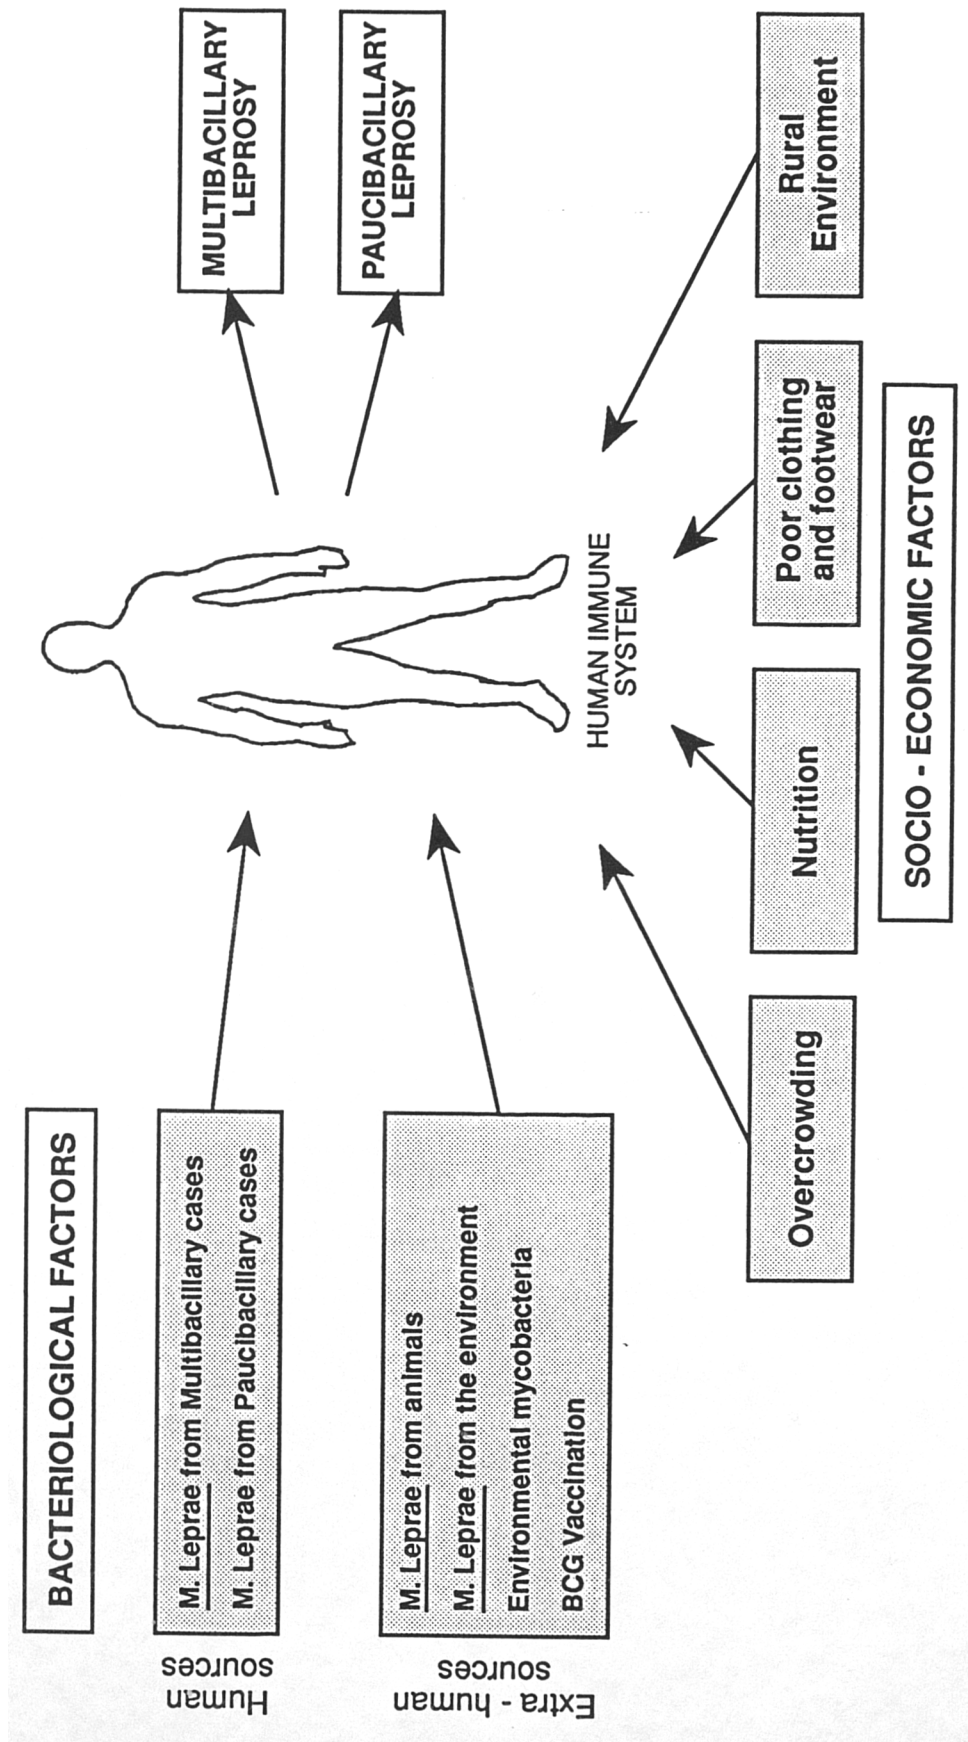 BACTERIOLOGICAL FACTORS
Human
sources
M. Leprae from Multibacillary cases
M. Leprae from Paucibacillary cases
Extra - human
sources
M. Leprae from animals
M. Leprae from the environment
Environmental mycobacteria
BCG Vaccination
HUMAN IMMUNE
SYSTEM
MULTIBACILLARY
LEPROSY
PAUCIBACILLARY
LEPROSY
Overcrowding
Nutrition
Poor clothing
and footwear
Rural
Environment
SOCIO - ECONOMIC FACTORS